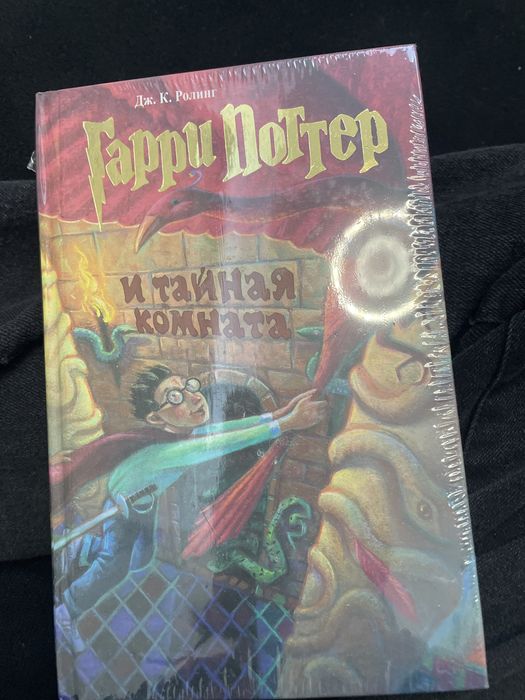 Дж. К. Ролинг
Гарри Поттер
и тайная
комната